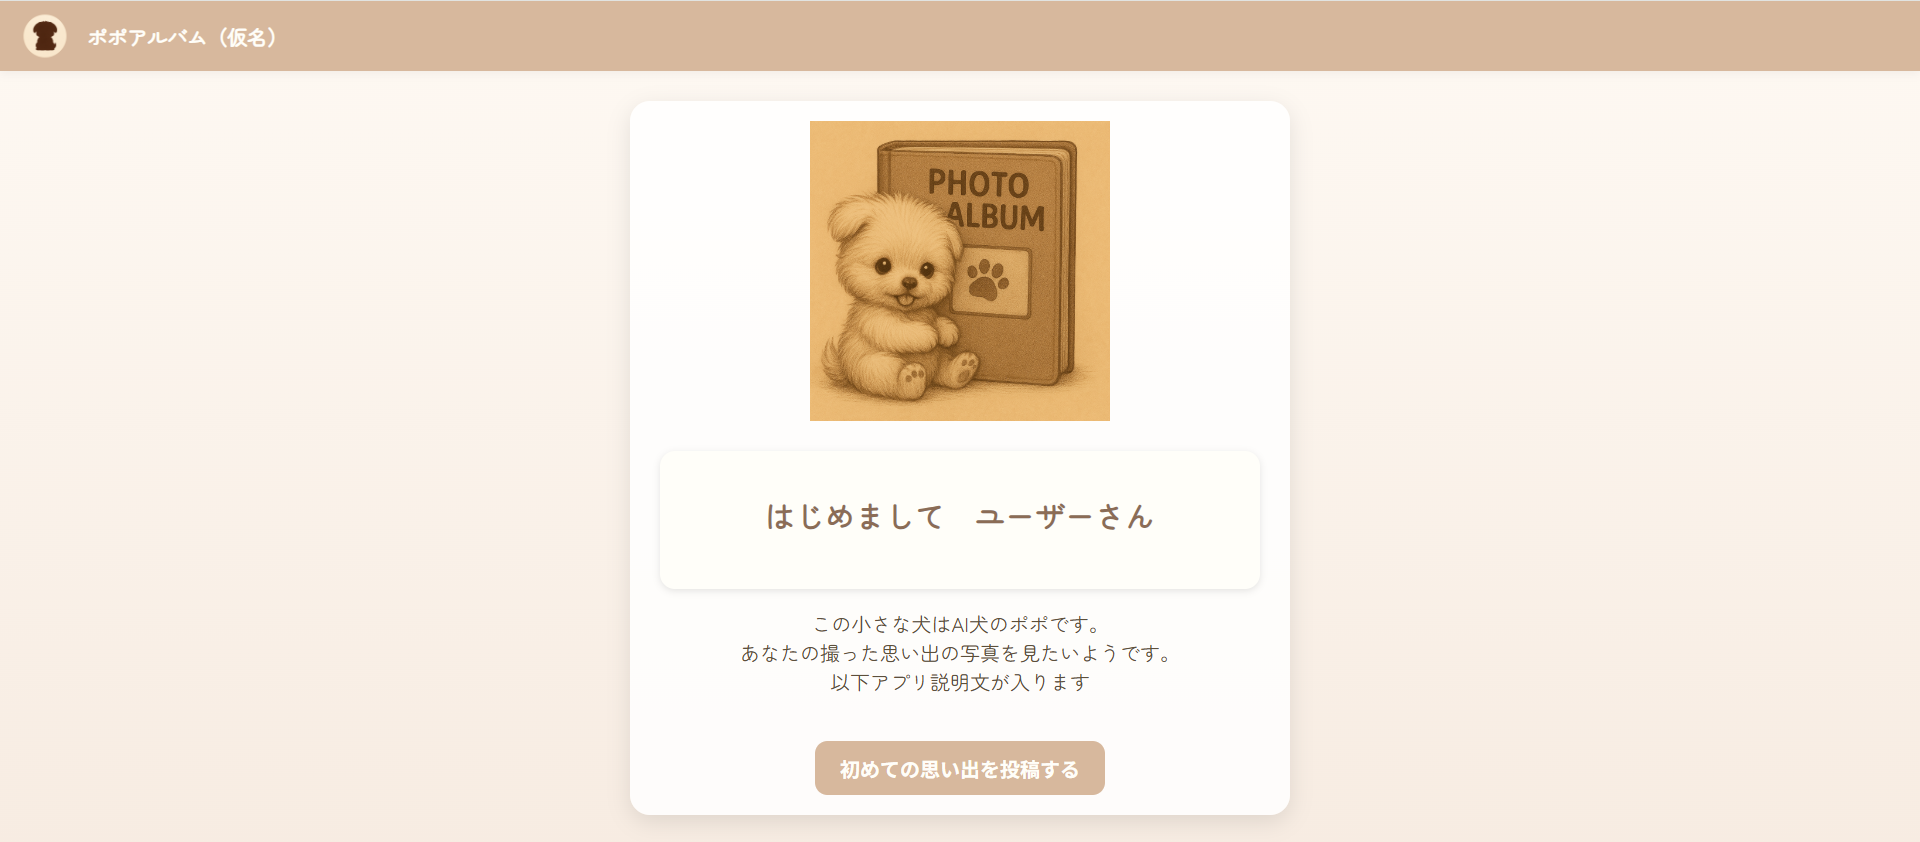 ポポアルバム（仮名）
PHOTO
ALBUM
はじめまして　ユーザーさん
この小さな犬はAI犬のポポです。
あなたの撮った思い出の写真を見たいようです。
以下アプリ説明文が入ります
初めての思い出を投稿する